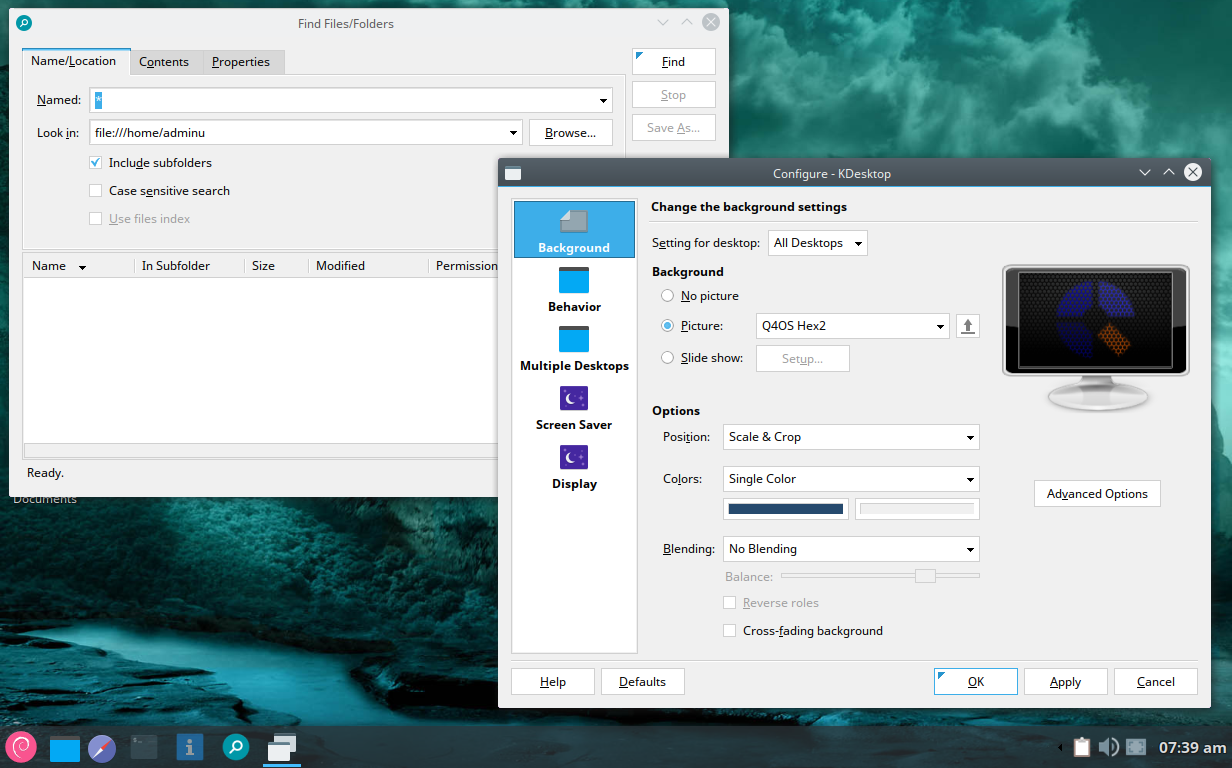 Find Files/Folders
Name/Location Contents Properties
Find
Named: *
Stop
Look in: file:///home/adminu Browse...
Save As...
Include subfolders
Case sensitive search
Use files index
Name In Subfolder Size Modified Permission
Ready.
Documents
Configure - KDesktop
Background
Behavior
Multiple Desktops
Screen Saver
Display
Change the background settings
Setting for desktop: All Desktops
Background
No picture
Picture: Q4OS Hex2
Slide show: Setup...
Options
Position: Scale & Crop
Colors: Single Color
Advanced Options
Blending: No Blending
Balance:
Reverse roles
Cross-fading background
Help Defaults OK Apply Cancel
07:39 am